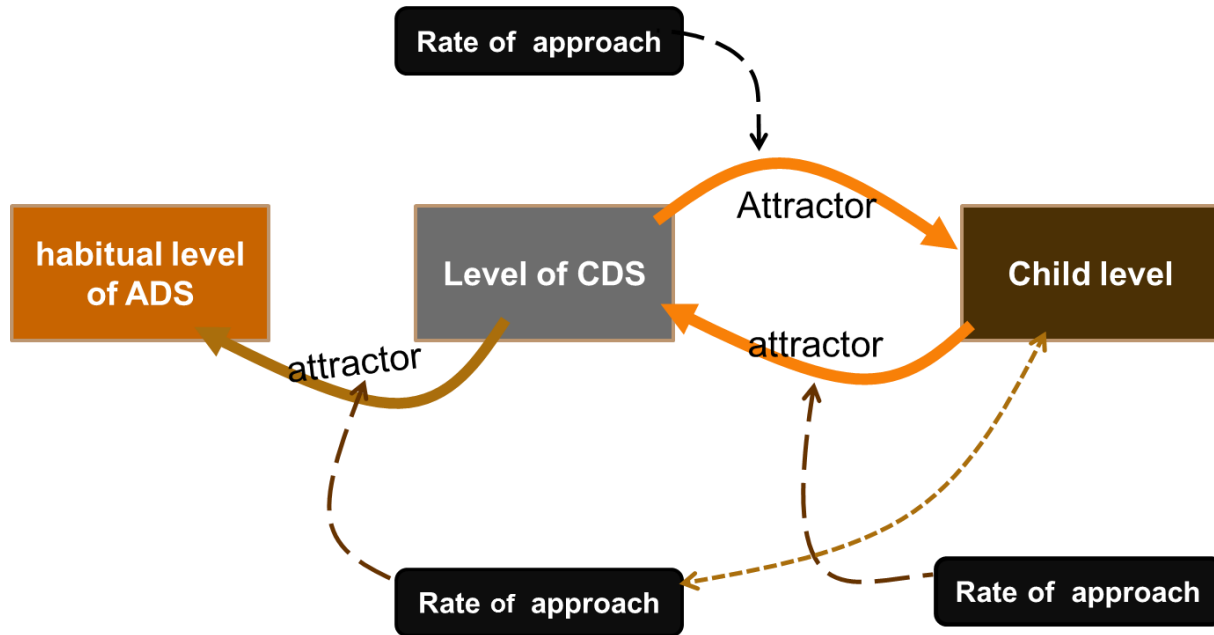 Rate of approach
Attractor
habitual level
of ADS
Level of CDS
Child level
attractor
attractor
Rate of approach
Rate of approach